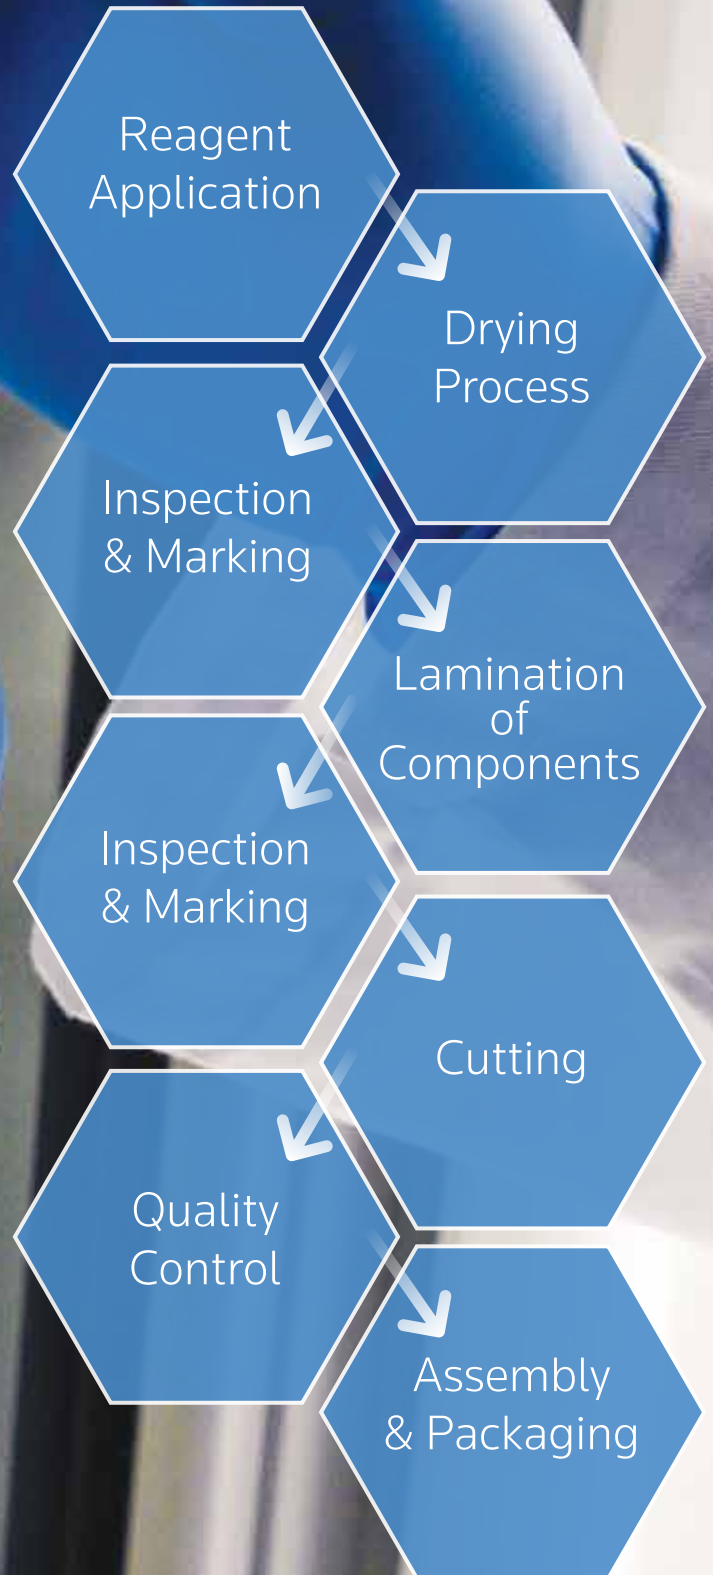 Reagent
Application
Drying
Process
Inspection
& Marking
Lamination
of
Components
Inspection
& Marking
Cutting
Quality
Control
Assembly
& Packaging